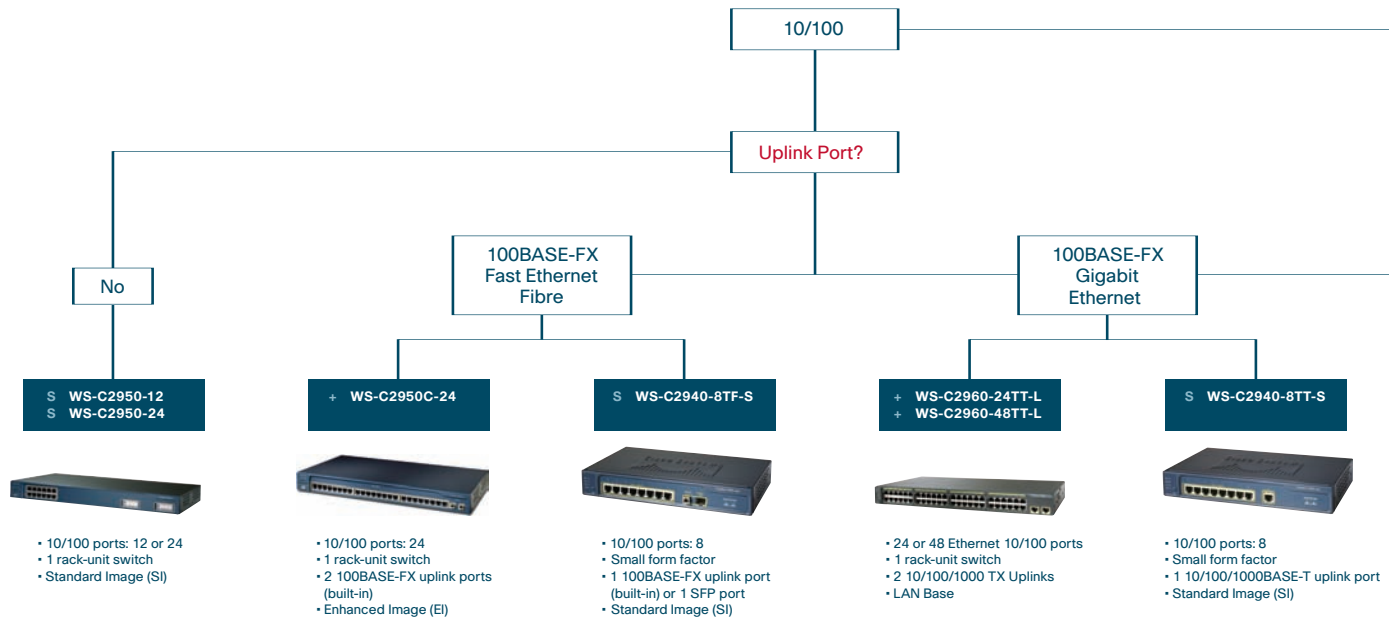 10/100
Uplink Port?
100BASE-FX
Fast Ethernet
Fibre
100BASE-FX
Gigabit
Ethernet
No
S WS-C2950-12
S WS-C2950-24
+ WS-C2950C-24
S WS-C2940-8TF-S
+ WS-C2960-24TT-L
+ WS-C2960-48TT-L
S WS-C2940-8TT-S
▪ 10/100 ports: 12 or 24
▪ 1 rack-unit switch
▪ Standard Image (SI)
▪ 10/100 ports: 24
▪ 1 rack-unit switch
▪ 2 100BASE-FX uplink ports
(built-in)
▪ Enhanced Image (EI)
▪ 10/100 ports: 8
▪ Small form factor
▪ 1 100BASE-FX uplink port
(built-in) or 1 SFP port
▪ Standard Image (SI)
▪ 24 or 48 Ethernet 10/100 ports
▪ 1 rack-unit switch
▪ 2 10/100/1000 TX Uplinks
▪ LAN Base
▪ 10/100 ports: 8
▪ Small form factor
▪ 1 10/100/1000BASE-T uplink port
▪ Standard Image (SI)